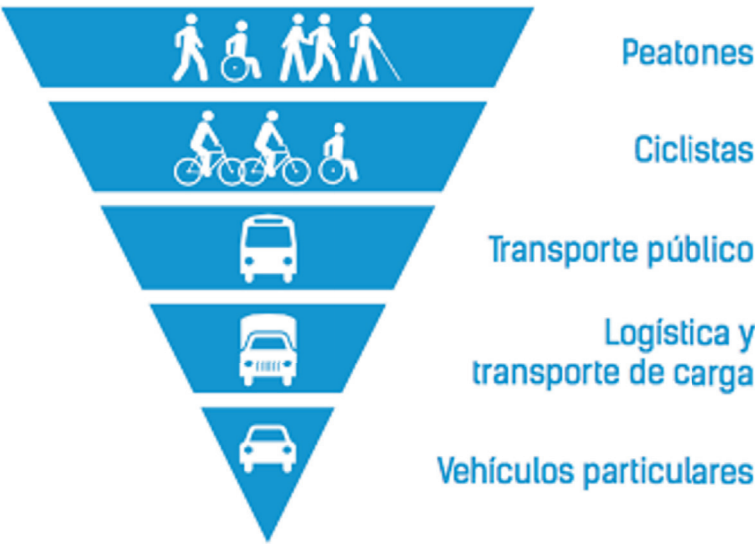 Peatones
Ciclistas
Transporte público
Logística y
transporte de carga
Vehículos particulares